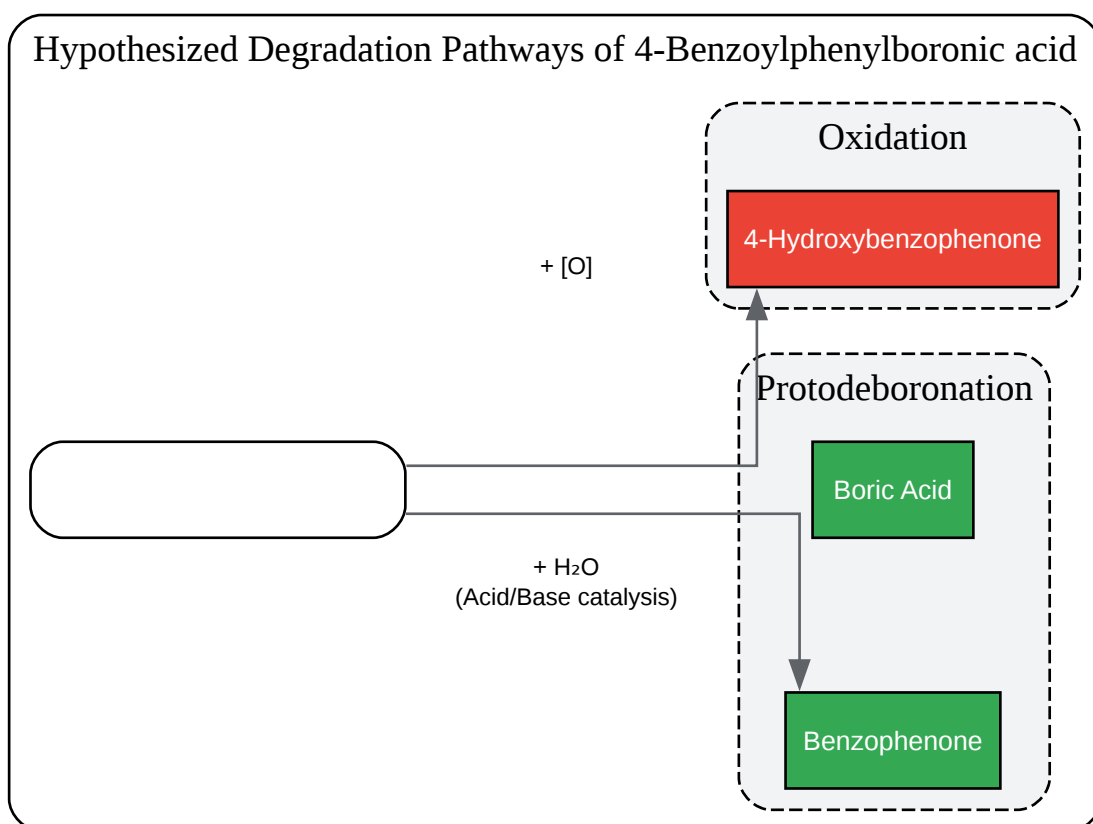 Hypothesized Degradation Pathways of 4-Benzoylphenylboronic acid
Oxidation
4-Hydroxybenzophenone
+ [O]
Protodeboronation
Boric Acid
+ H₂O
(Acid/Base catalysis)
Benzophenone